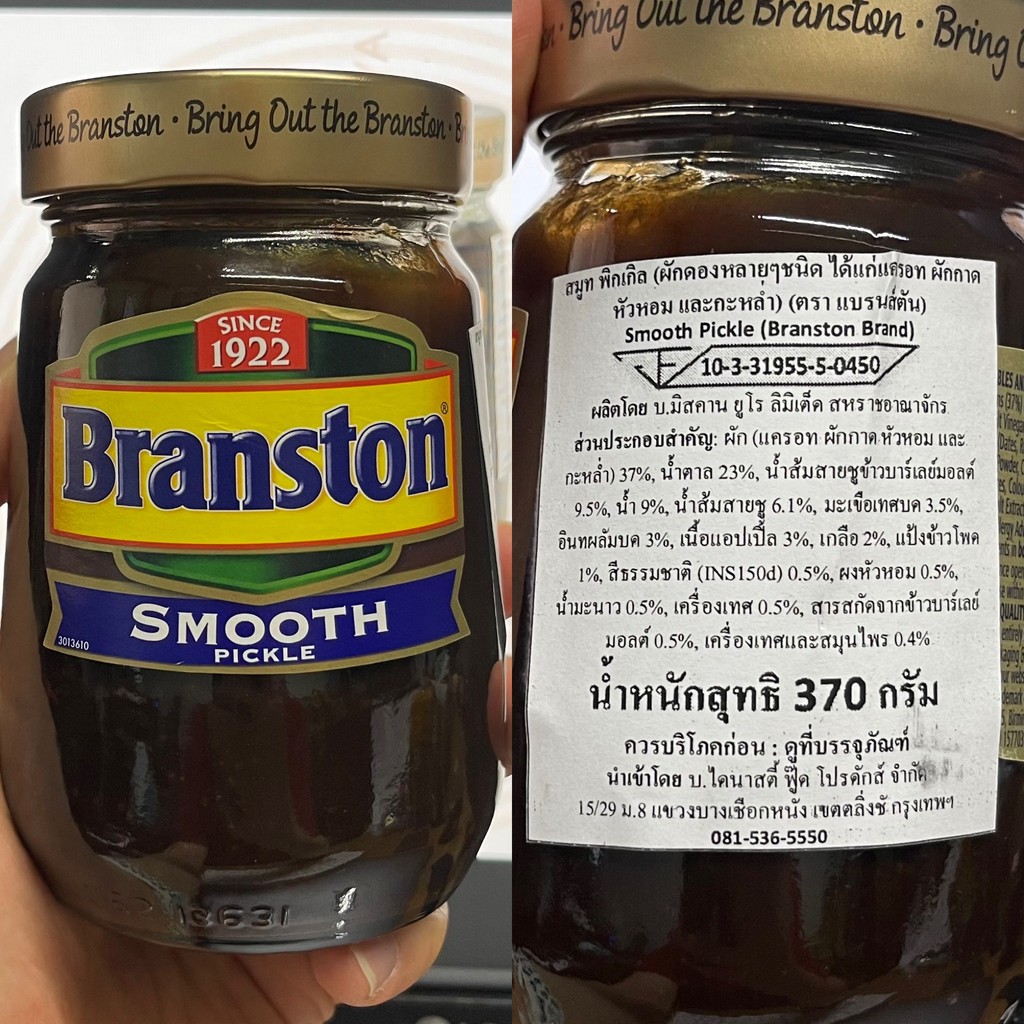 Out the Branston • Bring Out the Branston •
SINCE
1922
Branston®
SMOOTH
PICKLE
3013610
18631
• Bring Out the Branston • Bring
สมูท พิกเกิล (ผักดองหลายๆชนิด ได้แก่แครอท ผักกาด
หัวหอม และกะหล่ำ) (ตรา แบรนส์ตัน)
Smooth Pickle (Branston Brand)
10-3-31955-5-0450
ผลิตโดย บ.มิสคาน ยูโร ลิมิเต็ด สหราชอาณาจักร
ส่วนประกอบสำคัญ: ผัก (แครอท ผักกาด หัวหอม และ
กะหล่ำ) 37%, น้ำตาล 23%, น้ำส้มสายชูข้าวบาร์เลย์มอลต์
9.5%, น้ำ 9%, น้ำส้มสายชู 6.1%, มะเขือเทศบด 3.5%,
อินทผลัมบด 3%, เนื้อแอปเปิ้ล 3%, เกลือ 2%, แป้งข้าวโพด
1%, สีธรรมชาติ (INS150d) 0.5%, ผงหัวหอม 0.5%,
น้ำมะนาว 0.5%, เครื่องเทศ 0.5%, สารสกัดจากข้าวบาร์เลย์
มอลต์ 0.5%, เครื่องเทศและสมุนไพร 0.4%
น้ำหนักสุทธิ 370 กรัม
ควรบริโภคก่อน : ดูที่บรรจุภัณฑ์
นำเข้าโดย บ.ไดนาสตี้ ฟู๊ด โปรดักส์ จำกัด
15/29 ม.8 แขวงบางเชือกหนัง เขตตลิ่งชั กรุงเทพฯ
081-536-5550